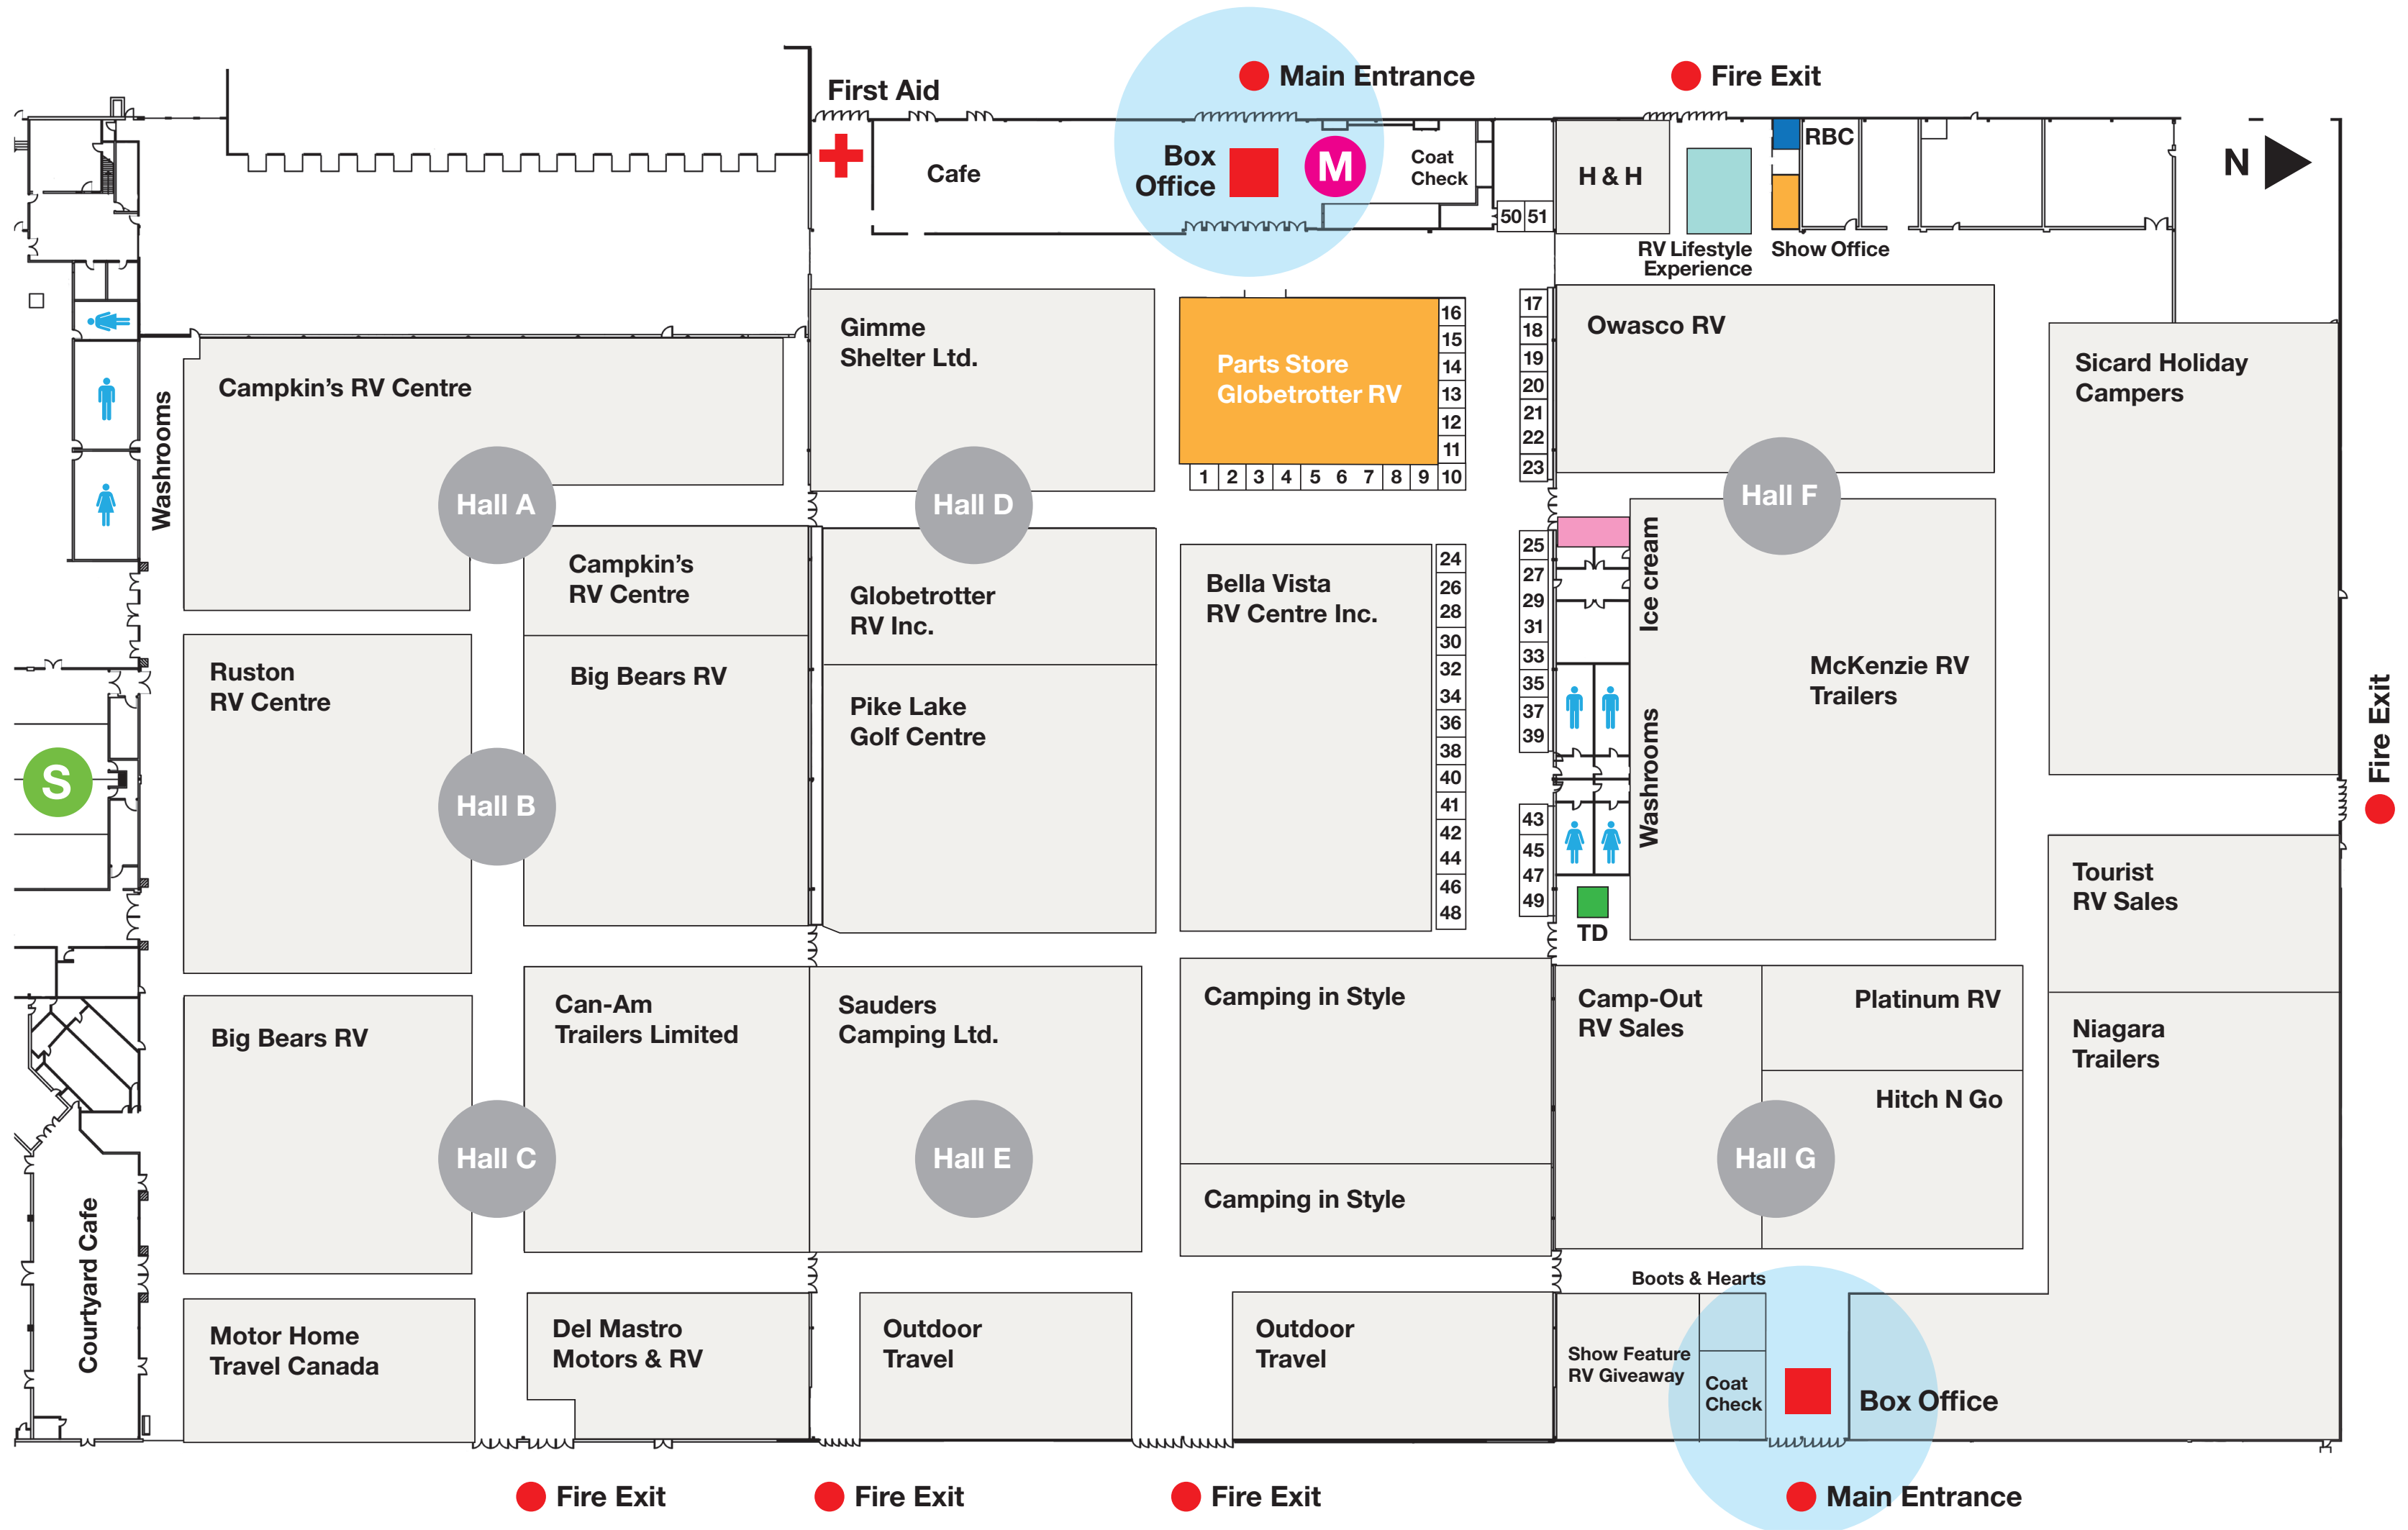 Main Entrance
Fire Exit
First Aid
Box
Office
M
Cafe
Coat
Check
50 51
H & H
RBC
N
RV Lifestyle
Experience
Show Office
Campkin's RV Centre
Gimme
Shelter Ltd.
Parts Store
Globetrotter RV
16
15
14
13
12
11
1 2 3 4 5 6 7 8 9 10
17
18
19
20
21
22
23
Owasco RV
Sicard Holiday
Campers
Washrooms
Hall A
Hall D
Hall F
Campkin's
RV Centre
Globetrotter
RV Inc.
Bella Vista
RV Centre Inc.
24
26
28
30
32
34
36
38
40
41
42
44
46
48
25
27
29
31
33
35
37
39
43
45
47
49
Ice cream
Washrooms
TD
McKenzie RV
Trailers
Fire Exit
Ruston
RV Centre
Big Bears RV
Pike Lake
Golf Centre
S
Hall B
Tourist
RV Sales
Big Bears RV
Can-Am
Trailers Limited
Sauders
Camping Ltd.
Camping in Style
Camp-Out
RV Sales
Platinum RV
Niagara
Trailers
Hitch N Go
Hall C
Hall E
Hall G
Camping in Style
Courtyard Cafe
Boots & Hearts
Motor Home
Travel Canada
Del Mastro
Motors & RV
Outdoor
Travel
Outdoor
Travel
Show Feature
RV Giveaway
Coat
Check
Box Office
Fire Exit
Fire Exit
Fire Exit
Main Entrance